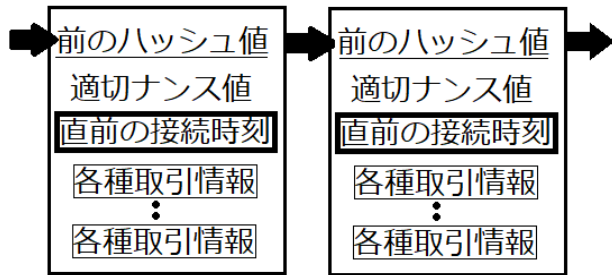 前のハッシュ値
適切ナンス値
直前の接続時刻
各種取引情報
各種取引情報
前のハッシュ値
適切ナンス値
直前の接続時刻
各種取引情報
各種取引情報